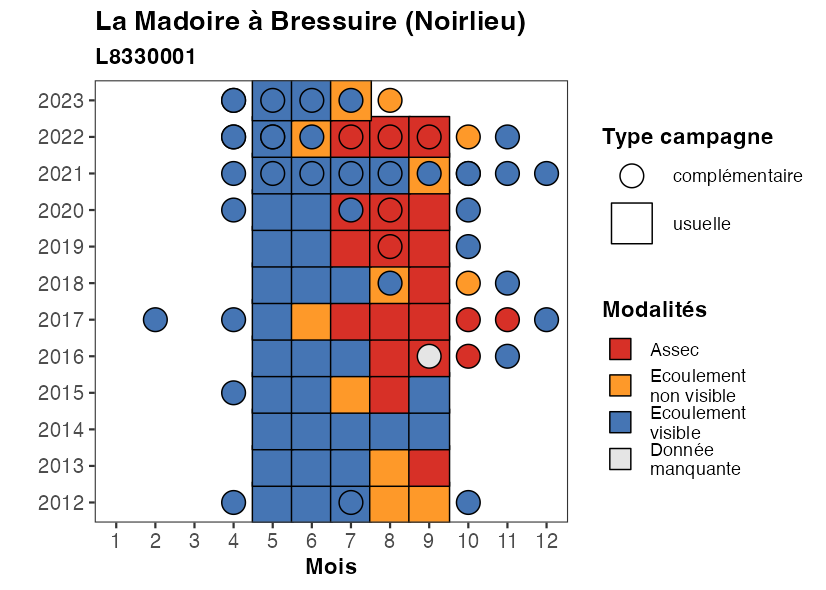 La Madoire à Bressuire (Noirlieu)
L8330001
2023
2022
2021
2020
2019
2018
2017
2016
2015
2014
2013
2012
1 2 3 4 5 6 7 8 9 10 11 12
Mois
Type campagne
complémentaire
usuelle
Modalités
Assec
Ecoulement
non visible
Ecoulement
visible
Donnée
manquante